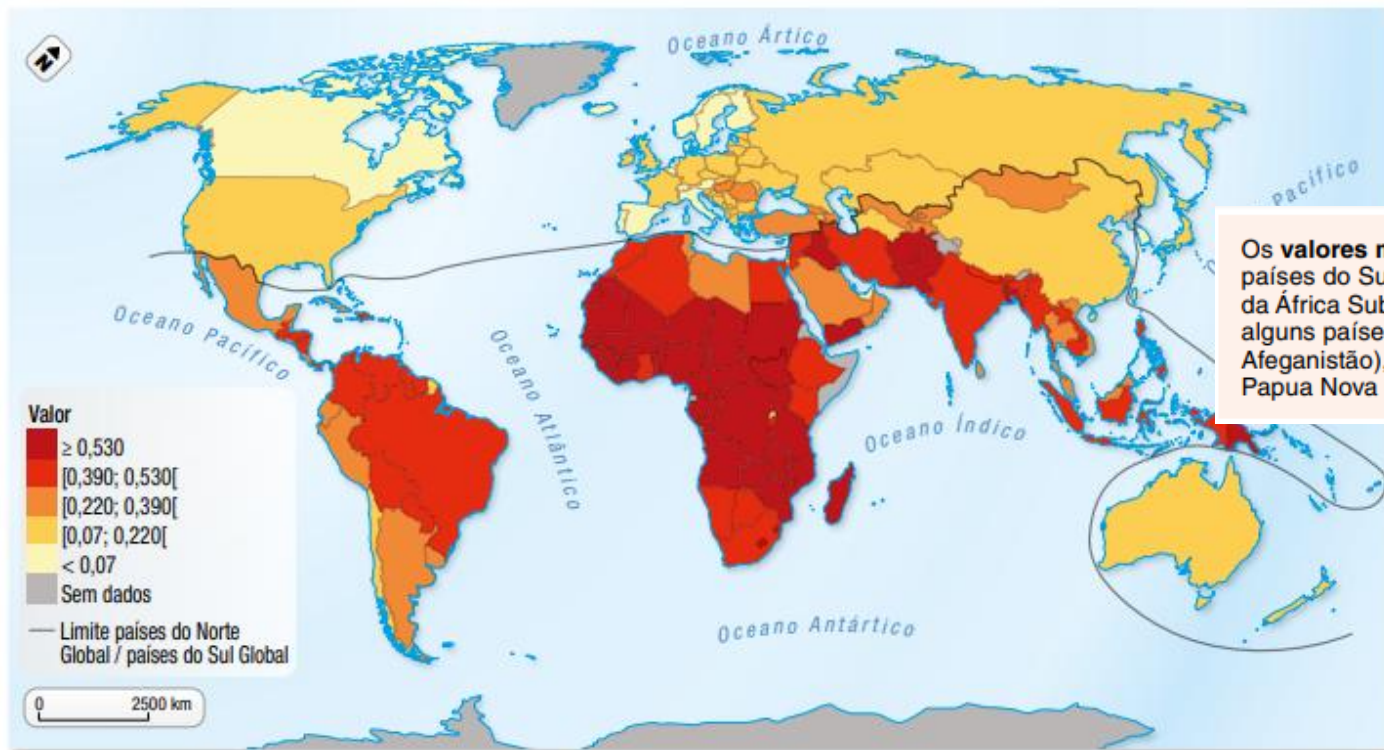 N
Oceano Ártico
Pacífico
Oceano Pacífico
Oceano Atlântico
Oceano Índico
Oceano Antártico
Os valores
países do Su
da África Sub
alguns paíse
Afeganistão),
Papua Nova
Valor
≥ 0,530
[0,390; 0,530[
[0,220; 0,390[
[0,07; 0,220[
< 0,07
Sem dados
Limite países do Norte
Global / países do Sul Global
0 2500 km